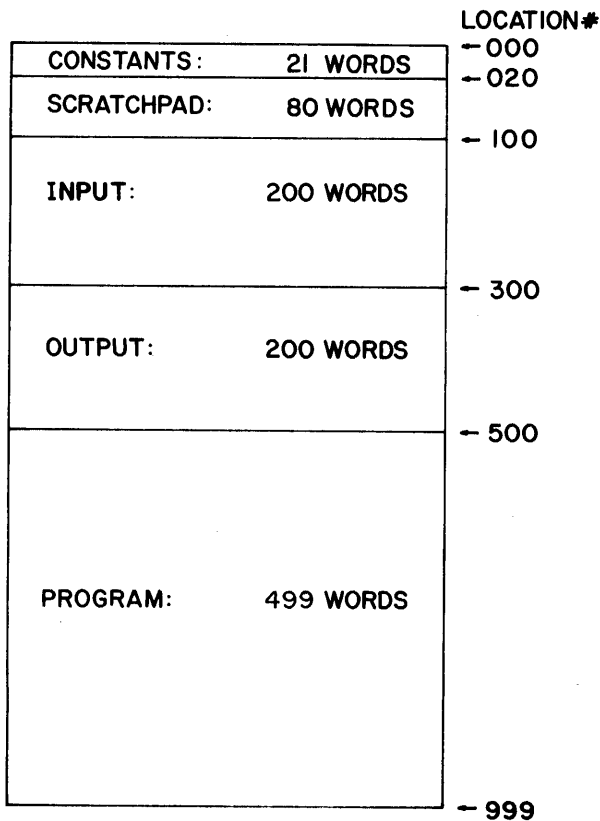 LOCATION#
←000
CONSTANTS: 21 WORDS
←020
SCRATCHPAD: 80 WORDS
←100
INPUT: 200 WORDS
←300
OUTPUT: 200 WORDS
←500
PROGRAM: 499 WORDS
←999